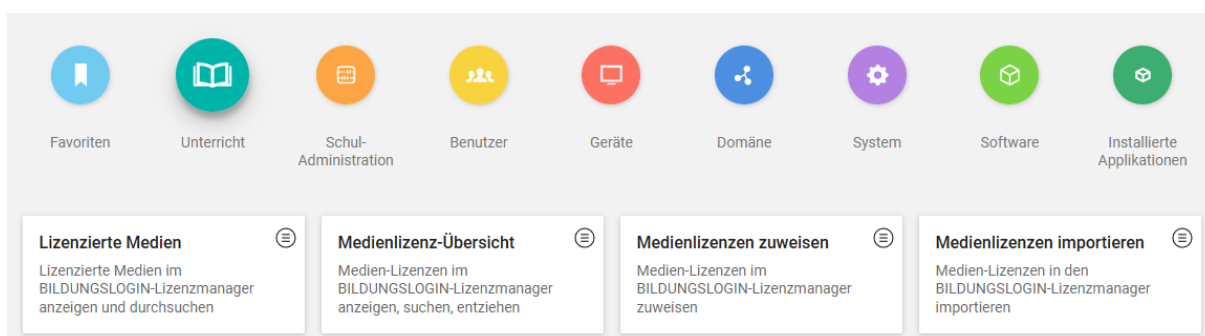 Favoriten
Unterricht
Schul-
Administration
Benutzer
Geräte
Domäne
System
Software
Installierte
Applikationen
Lizenzierte Medien
Lizenzierte Medien im
BILDUNGSLOGIN-Lizenzmanager
anzeigen und durchsuchen
Medienlizenz-Übersicht
Medien-Lizenzen im
BILDUNGSLOGIN-Lizenzmanager
anzeigen, suchen, entziehen
Medienlizenzen zuweisen
Medien-Lizenzen im
BILDUNGSLOGIN-Lizenzmanager
zuweisen
Medienlizenzen importieren
Medien-Lizenzen in den
BILDUNGSLOGIN-Lizenzmanager
importieren